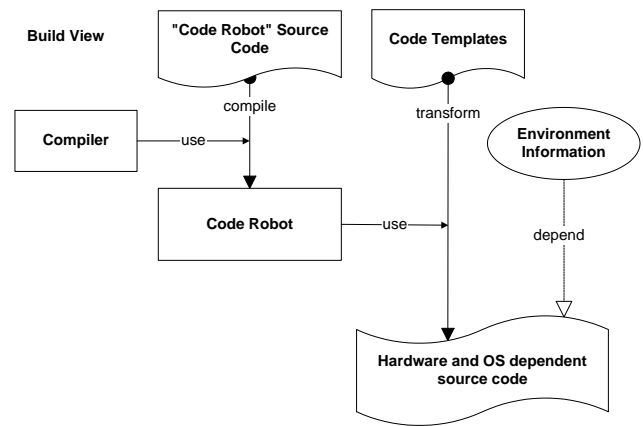 Build View
"Code Robot" Source
Code
Code Templates
compile
transform
Compiler
use
Environment
Information
Code Robot
use
depend
Hardware and OS dependent
source code